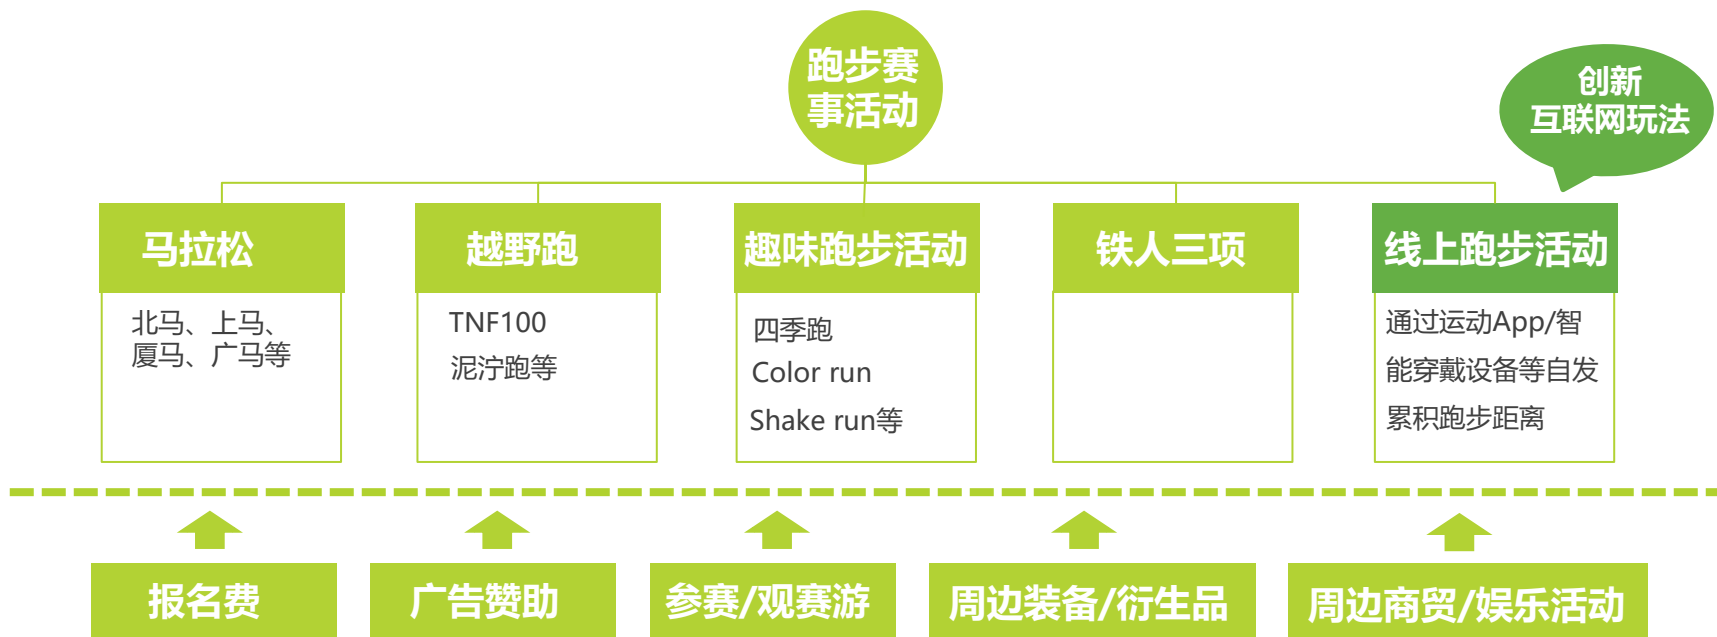 跑步赛
事活动
创新
互联网玩法
马拉松
越野跑
趣味跑步活动
铁人三项
线上跑步活动
北马、上马、
厦马、广马等
TNF100
泥泞跑等
四季跑
Color run
Shake run等
通过运动App/智
能穿戴设备等自发
累积跑步距离
报名费
广告赞助
参赛/观赛游
周边装备/衍生品
周边商贸/娱乐活动